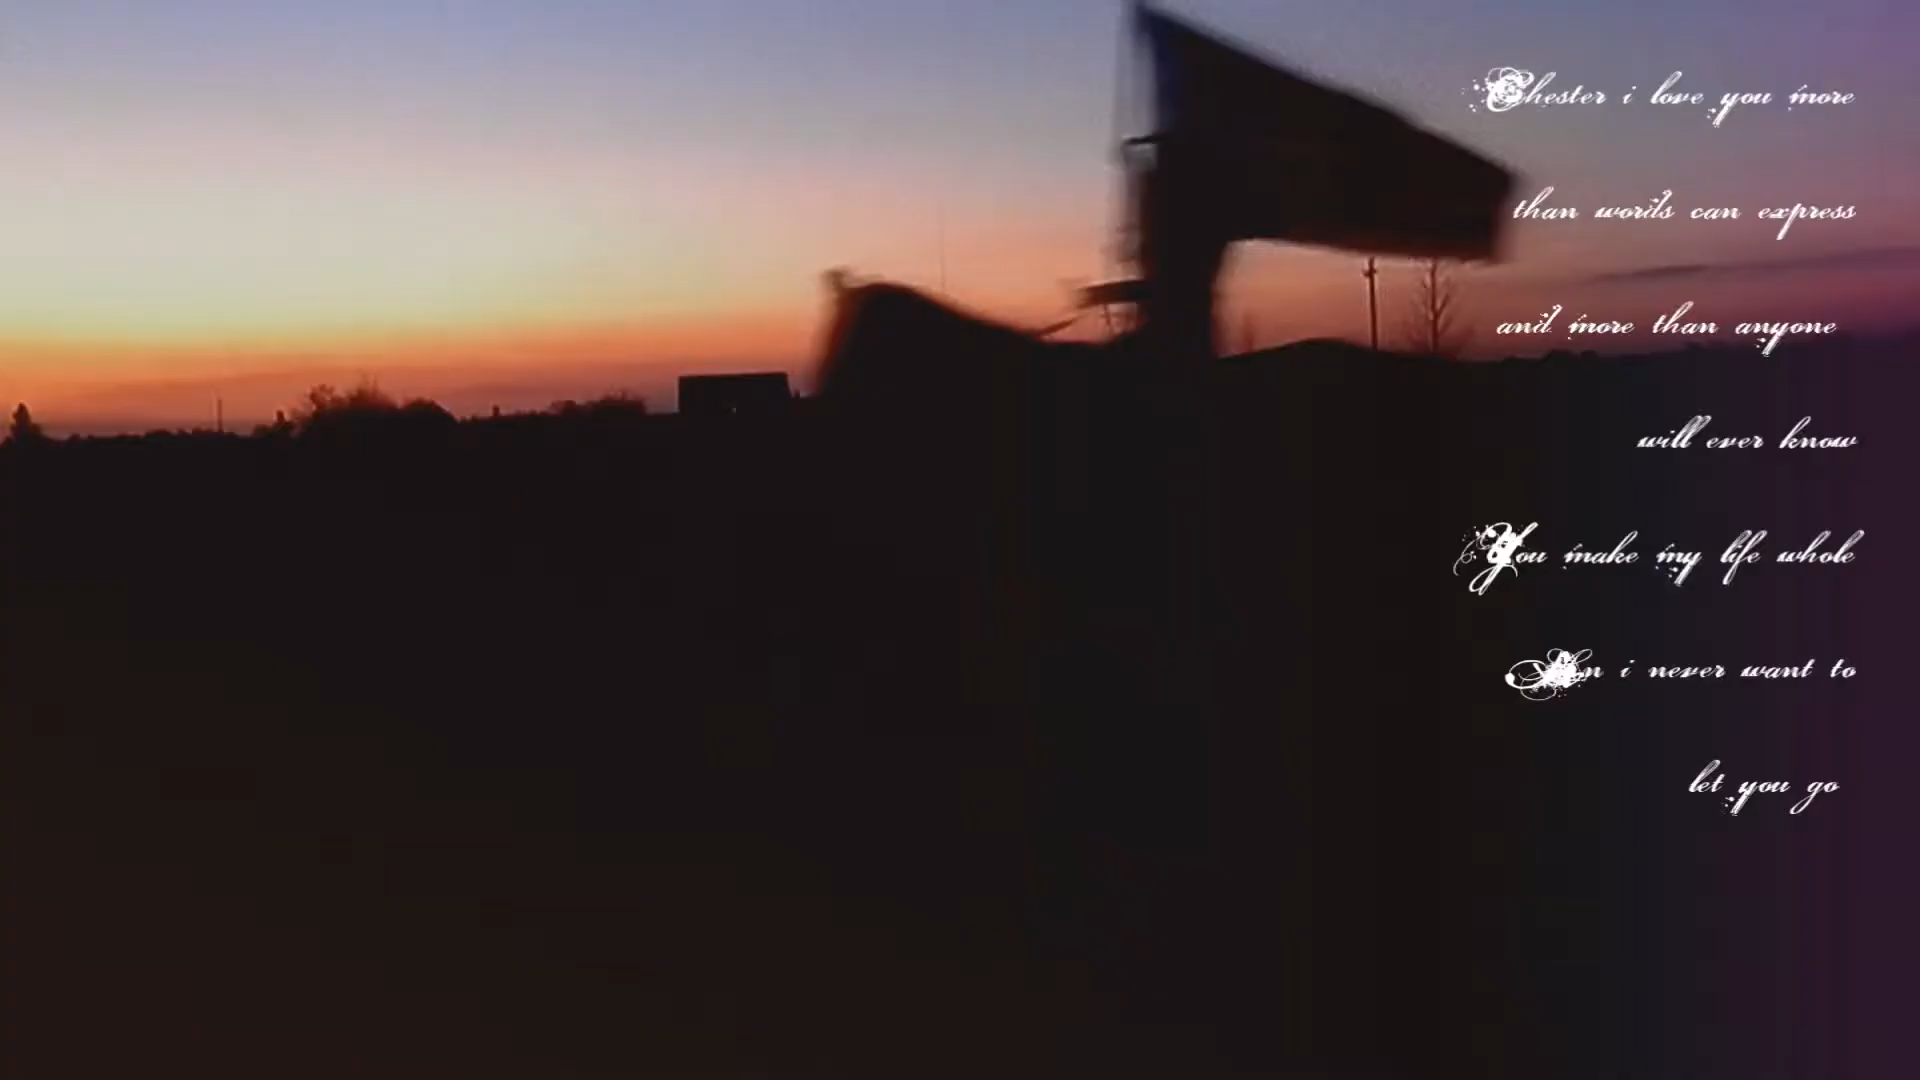 Chester i love you more
than words can express
and more than anyone
will ever know
You make my life whole
An i never want to
let you go